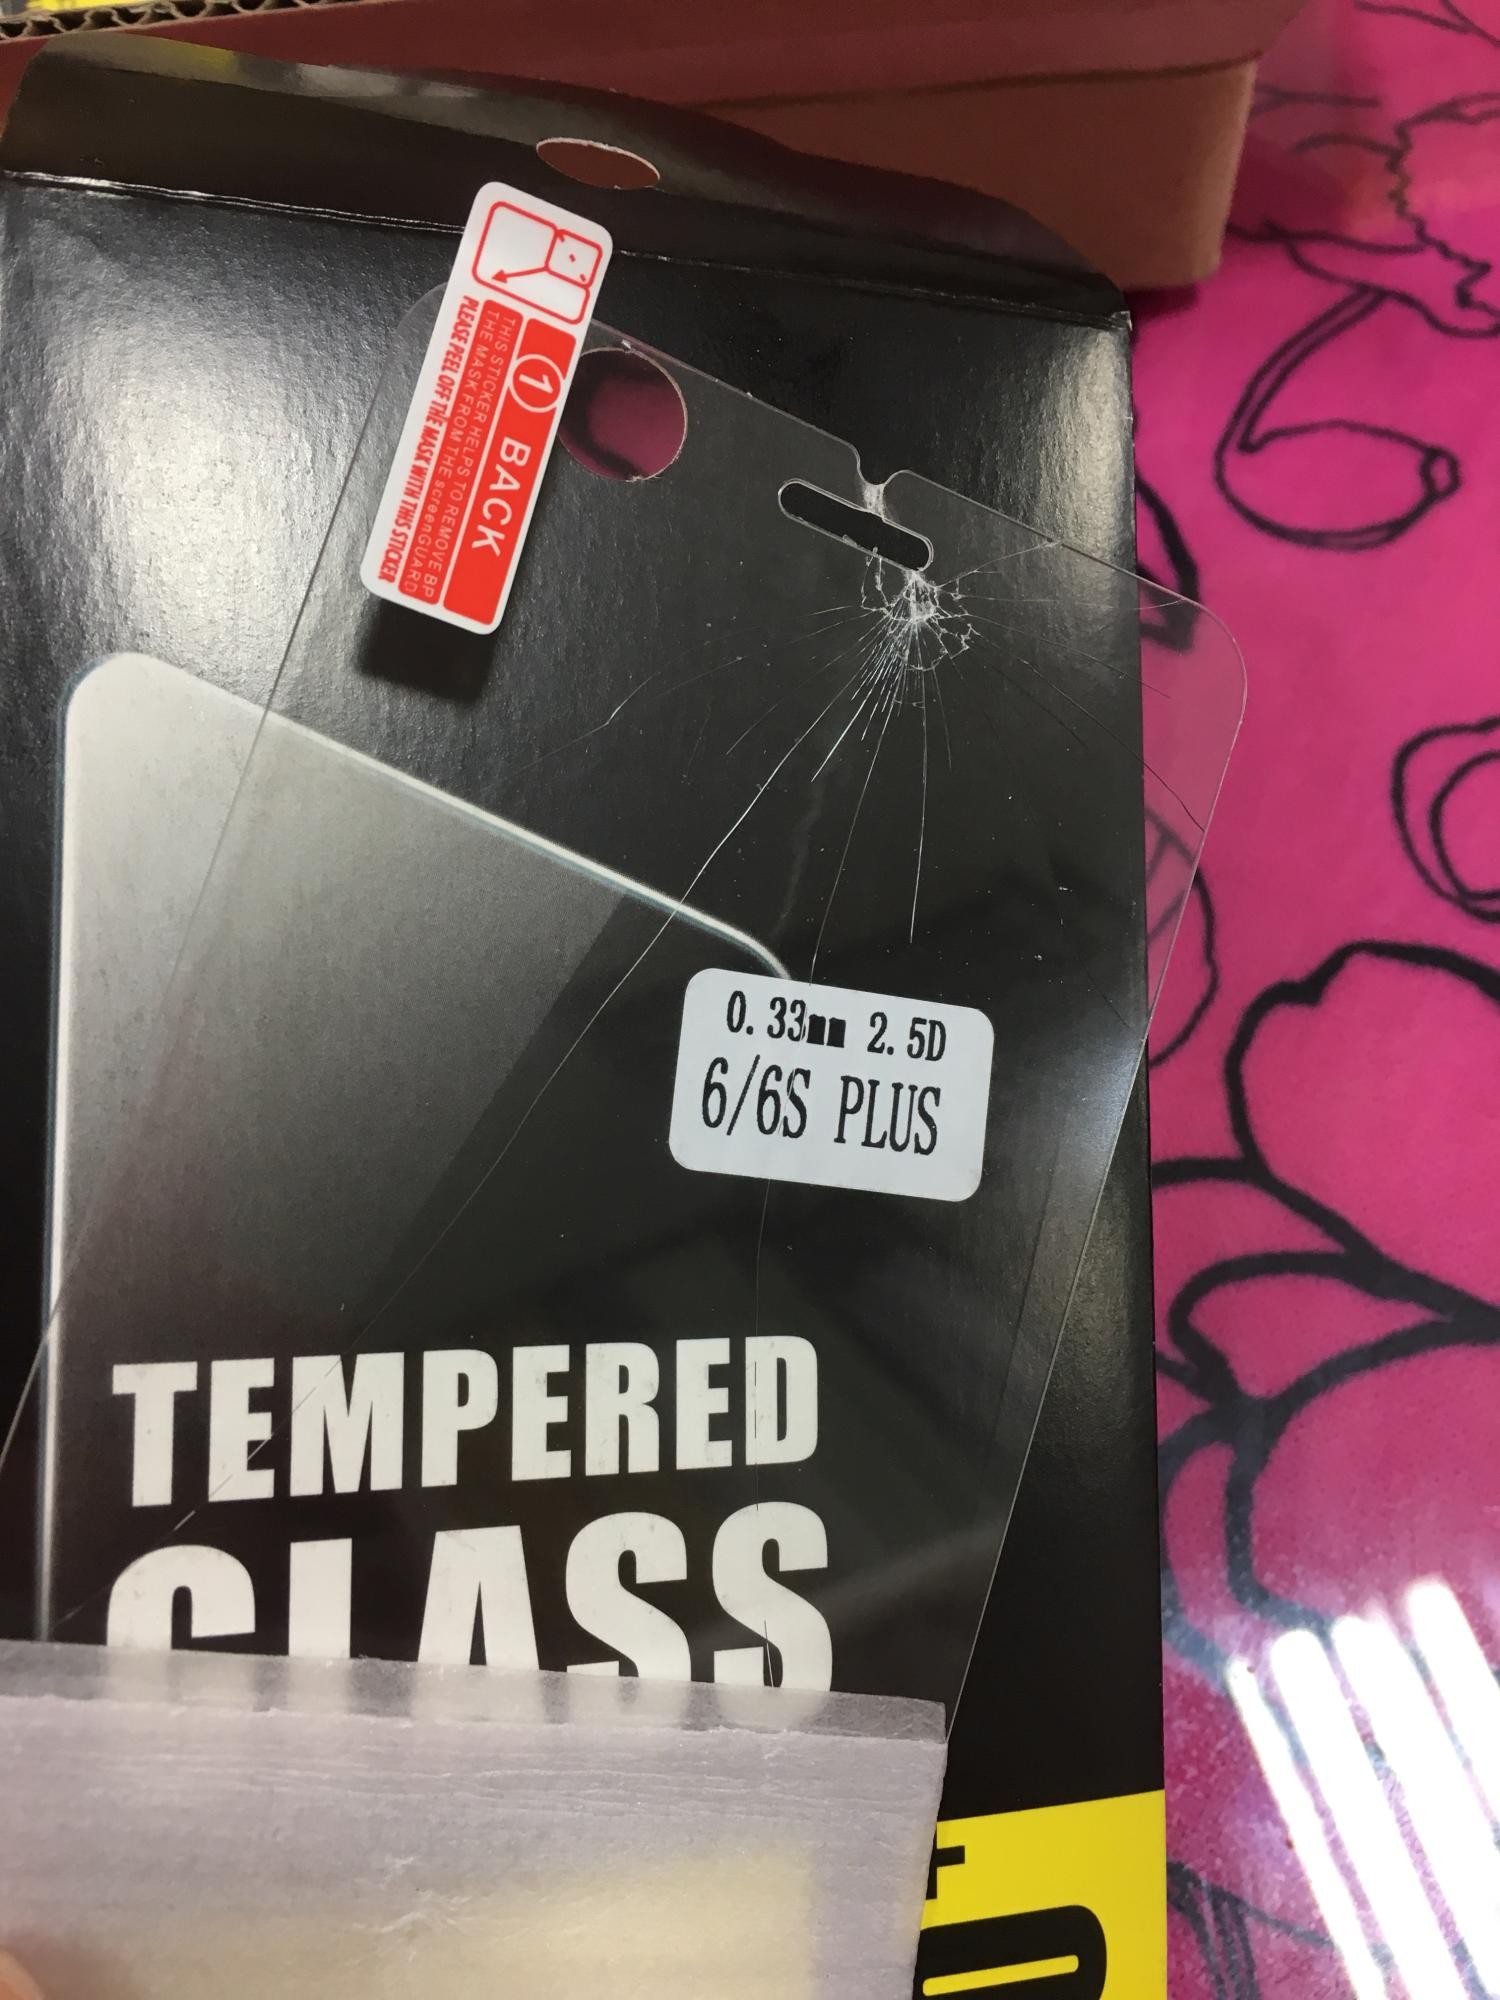 1 BACK
THIS STICKER HELPS TO REMOVE BP
THE MASK FROM THE screenGUARD
PLEASE PEEL OFF THE MASK WITH THIS STICKER
0.33mm 2.5D
6/6S PLUS
TEMPERED
GLASS